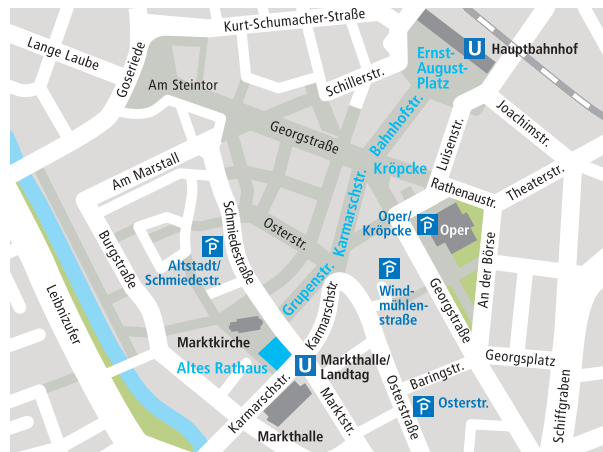 Kurt-Schumacher-Straße
Lange Laube
Goseriede
Am Steintor
Schillerstr.
Ernst-
August-
Platz
U
Hauptbahnhof
Joachimstr.
Bahnhofstr.
Georgstraße
Luisenstr.
Kröpcke
Rathenaustr.
Theaterstr.
Am Marstall
Karmarschstr.
Schmiedestraße
Osterstr.
Oper/
Kröpcke
P
Oper
An der Börse
Burgstraße
P
Altstadt/
Schmiedestr.
Grupenstr.
P
Wind-
mühlen-
straße
Georgstraße
Leibnizufer
Karmarschstr
Marktkirche
Altes Rathaus
U
Markthalle/
Landtag
Georgsplatz
Baringstr.
Schiffgraben
Karmarschstr.
Marktstr.
Osterstraße
P
Osterstr.
Markthalle